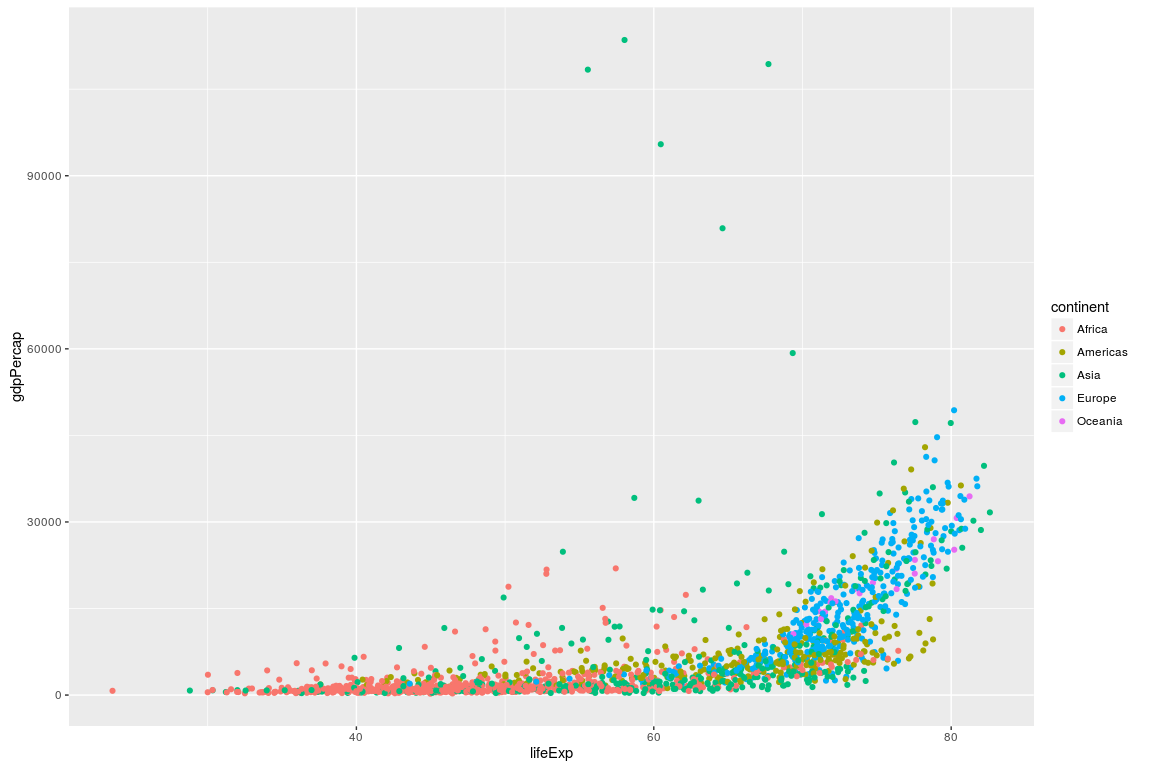 gdpPercap
90000
60000
30000
0
40
60
80
lifeExp
continent
Africa
Americas
Asia
Europe
Oceania